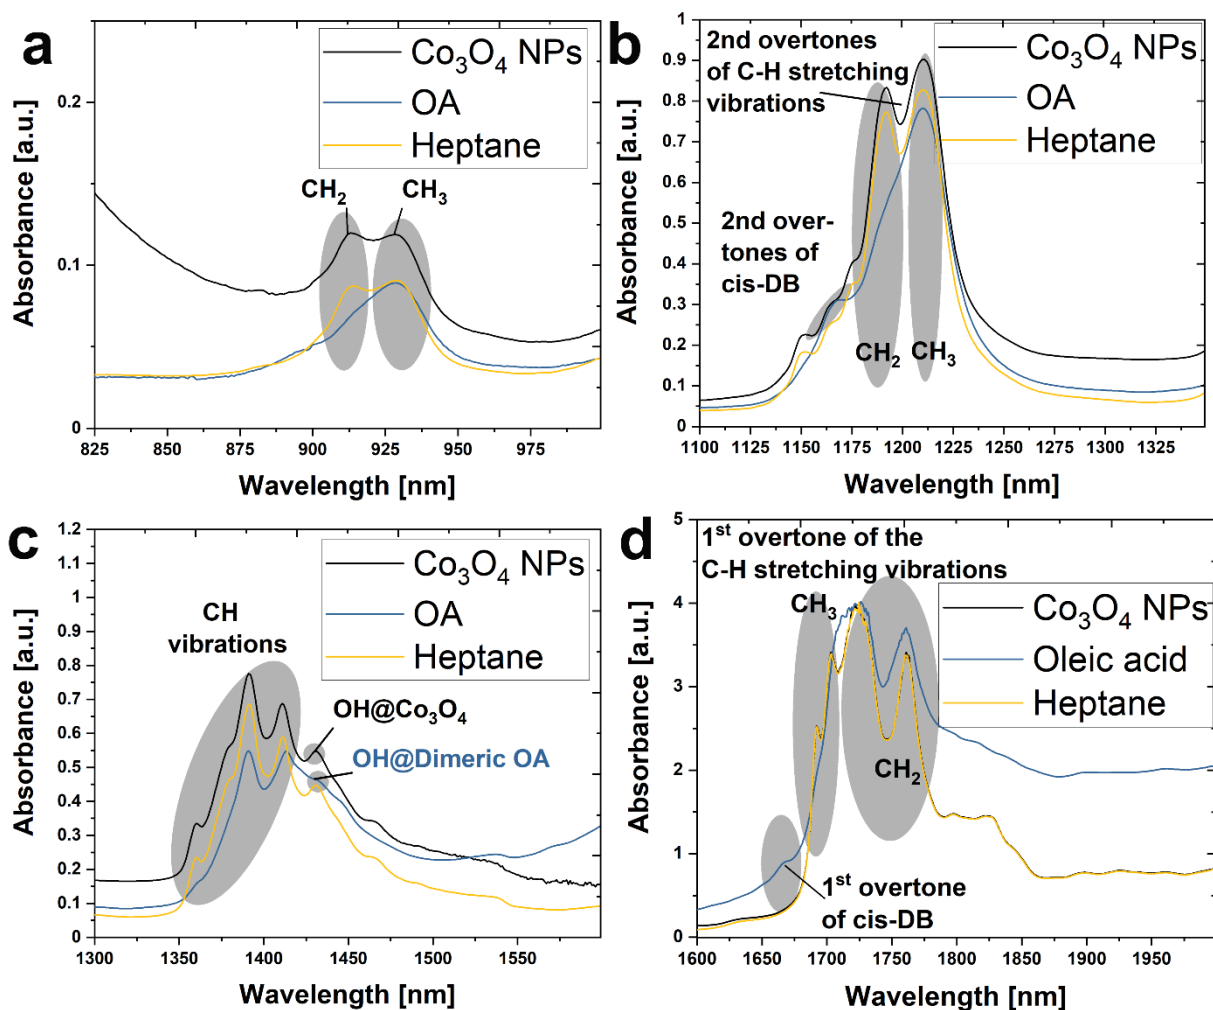 a
Co₃O₄ NPs
OA
Heptane
CH₂
CH₃
Absorbance [a.u.]
0.2
0.1
0
825
875
900
925
950
975
Wavelength [nm]
b
2nd overtones
of C-H stretching
vibrations
Co₃O₄ NPs
OA
Heptane
2nd over-
tones of
cis-DB
CH₂
CH₃
Absorbance [a.u.]
1
0.9
0.8
0.7
0.6
0.5
0.4
0.3
0.2
0.1
0
1100
1125
1150
1175
1200
1225
1250
1275
1300
1325
Wavelength [nm]
c
Co₃O₄ NPs
OA
Heptane
CH
vibrations
OH@Co₃O₄
OH@Dimeric OA
Absorbance [a.u.]
1.2
1.1
1
0.9
0.8
0.7
0.6
0.5
0.4
0.3
0.2
0.1
0
1300
1350
1400
1450
1500
1550
Wavelength [nm]
d
1st overtone of the
C-H stretching vibrations
Co₃O₄ NPs
Oleic acid
Heptane
CH₃
CH₂
1st overtone
of cis-DB
Absorbance [a.u.]
5
4
3
2
1
0
1600
1650
1700
1750
1800
1850
1900
1950
Wavelength [nm]